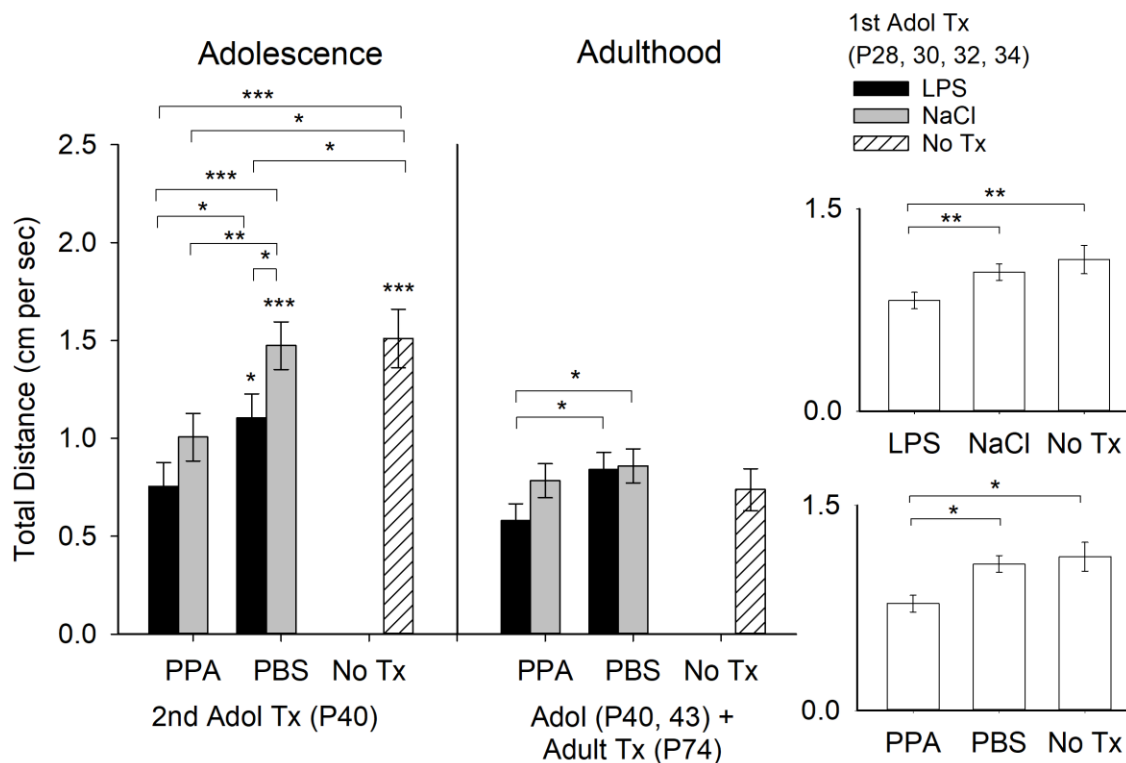 Adolescence
Adulthood
1st Adol Tx
(P28, 30, 32, 34)
LPS
NaCl
No Tx
Total Distance (cm per sec)
2.5
2.0
1.5
1.0
0.5
0.0
***
*
*
***
*
**
*
***
*
***
*
*
PPA PBS No Tx
2nd Adol Tx (P40)
PPA PBS No Tx
Adol (P40, 43) +
Adult Tx (P74)
1.5
0.0
**
**
LPS NaCl No Tx
1.5
0.0
*
*
PPA PBS No Tx